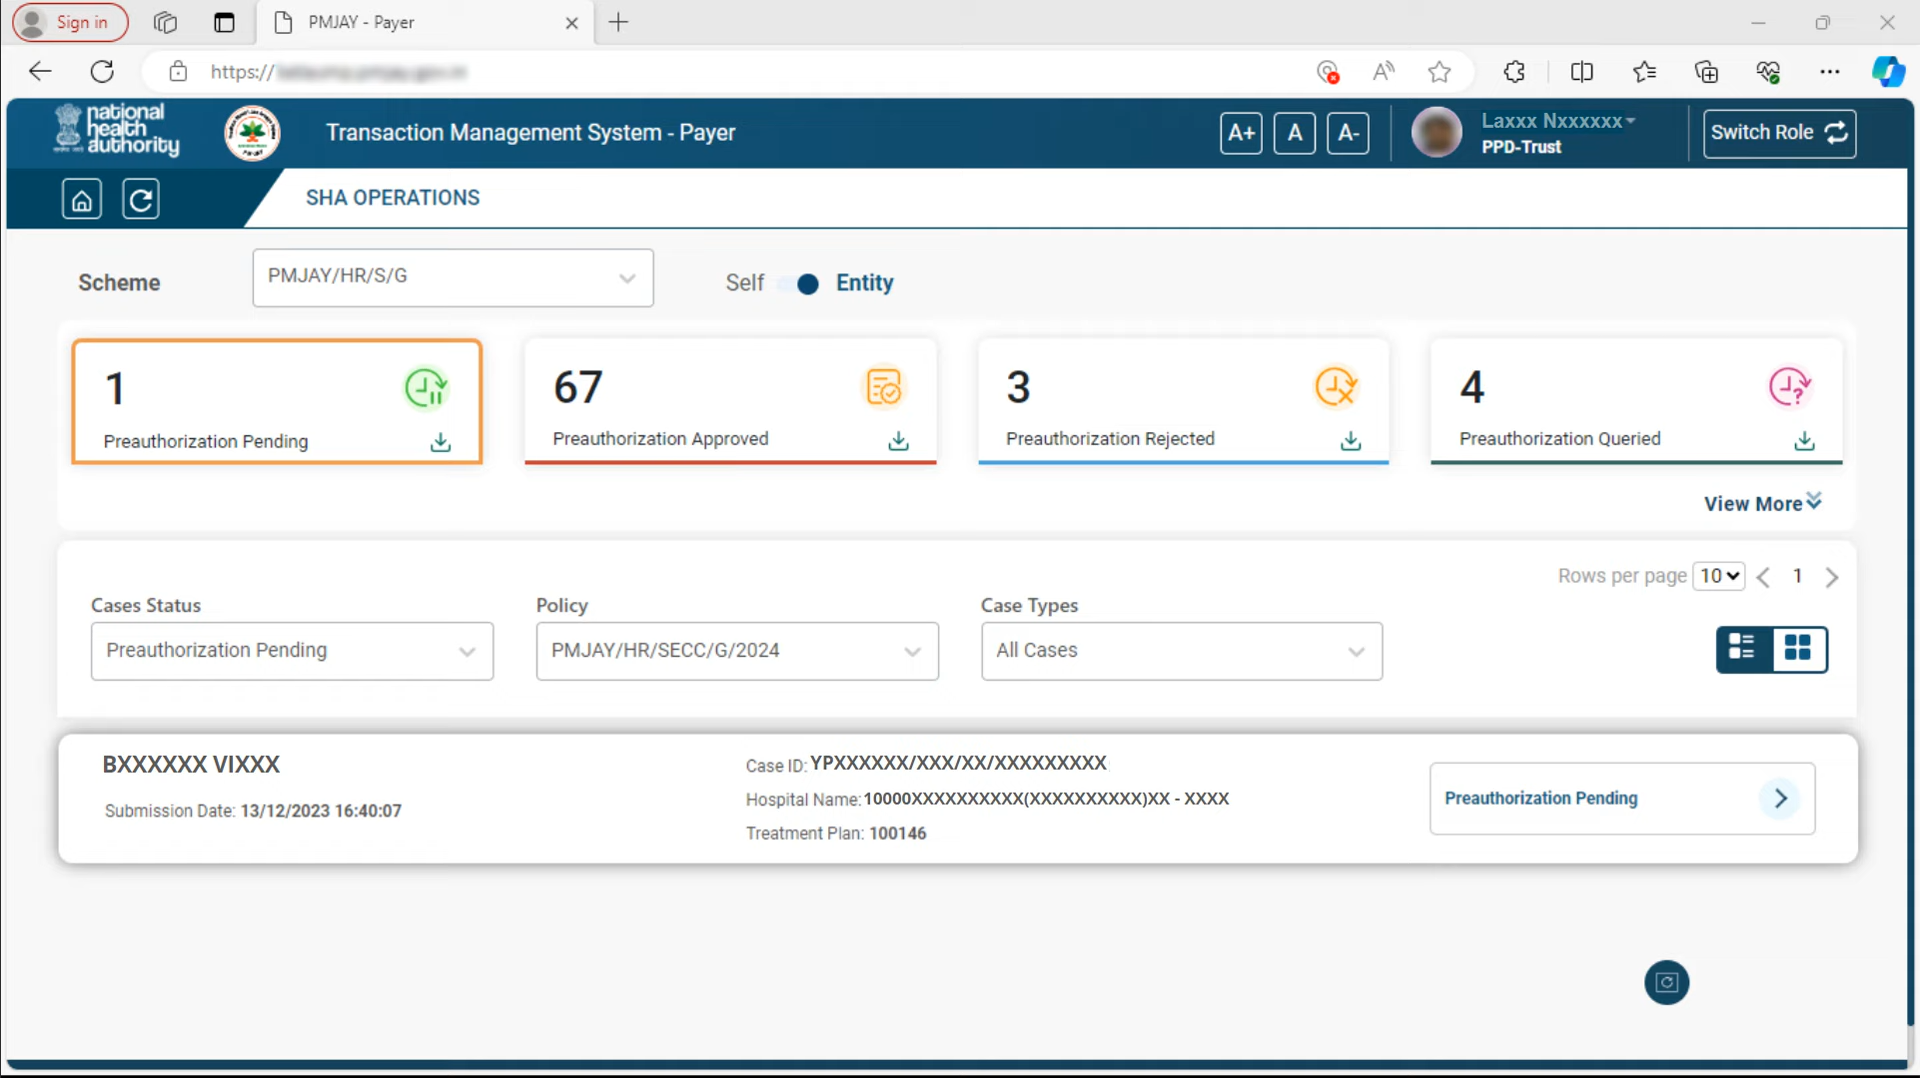 Sign in
PMJAY - Payer
https://
national health authority
Transaction Management System - Payer
A+ A A-
Laxxx Nxxxxxx
PPD-Trust
Switch Role
SHA OPERATIONS
Scheme PMJAY/HR/S/G Self Entity
1 67 3 4
Preauthorization Pending Preauthorization Approved Preauthorization Rejected Preauthorization Queried
View More
Rows per page 10 1
Cases Status Policy Case Types
Preauthorization Pending PMJAY/HR/SECC/G/2024 All Cases
BXXXXXX VIXXX
Submission Date: 13/12/2023 16:40:07
Case ID: YPXXXXXX/XXX/XX/XXXXXXXXX
Hospital Name: 10000XXXXXXXXXX(XXXXXXXXXX)XX - XXXX
Treatment Plan: 100146
Preauthorization Pending